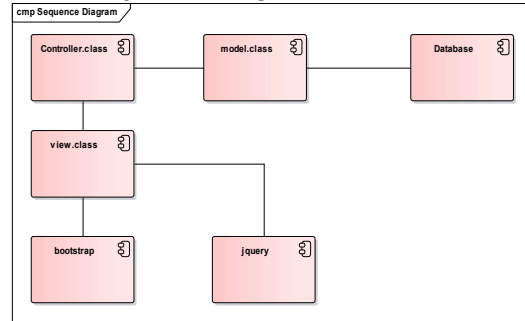 cmp Sequence Diagram
Controller.class
model.class
Database
view.class
bootstrap
jquery